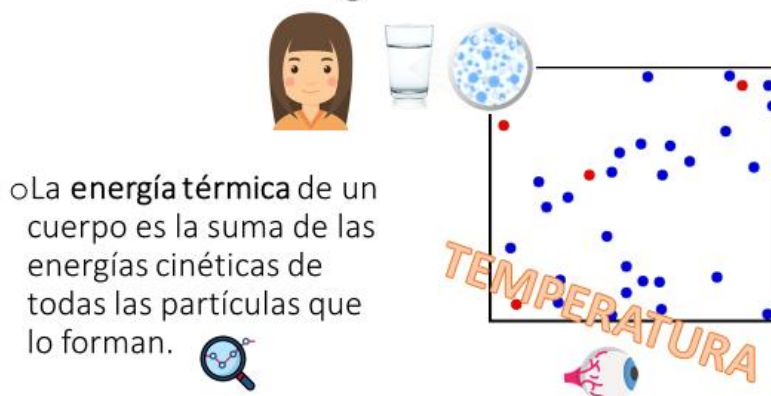 ○La energía térmica de un
cuerpo es la suma de las
energías cinéticas de
todas las partículas que
lo forman.
TEMPERATURA